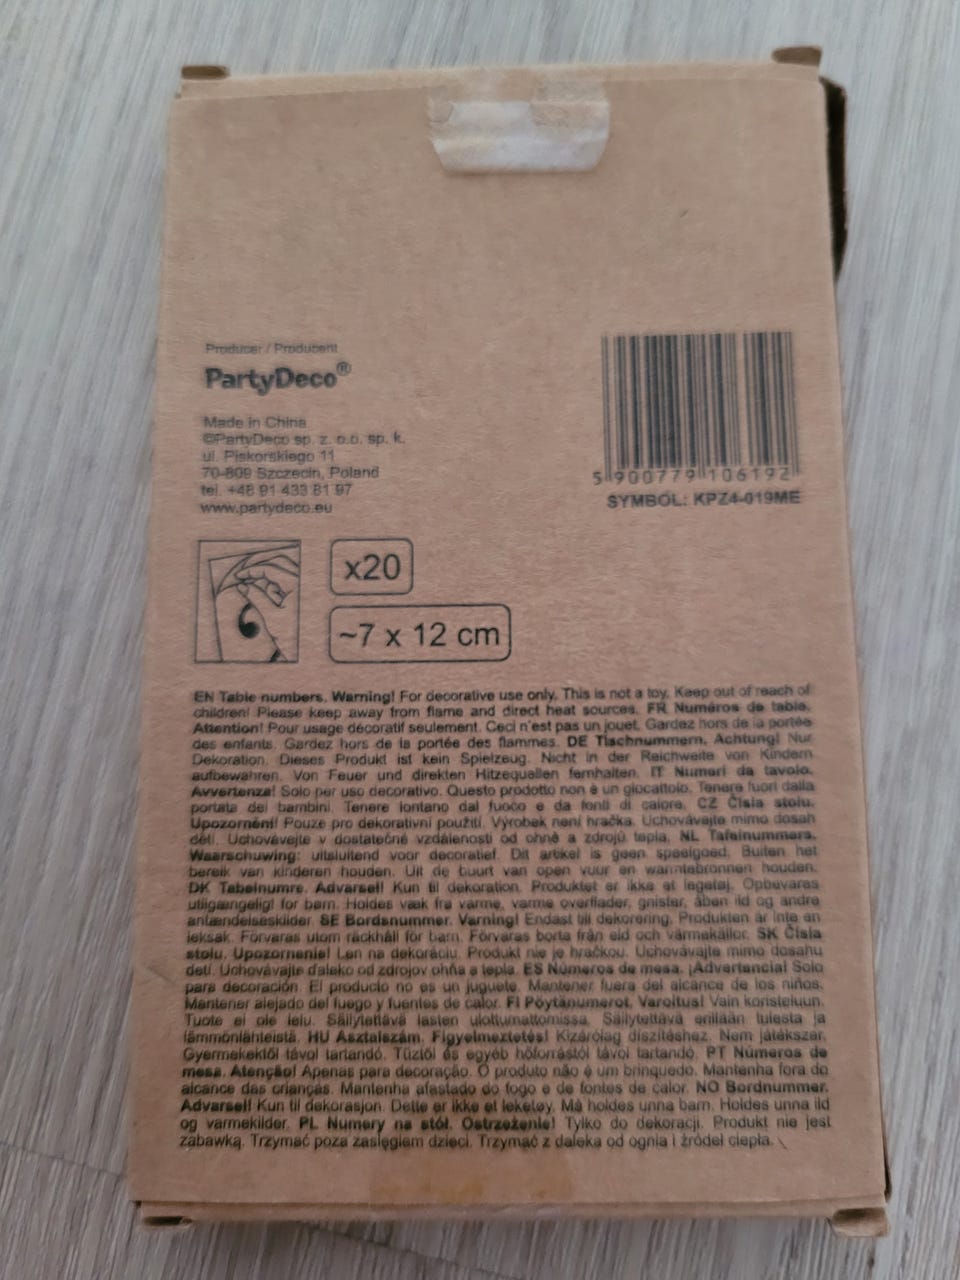 Producer / Producent
PartyDeco®
Made in China
©PartyDeco sp. z. o.o. sp. k.
ul. Piskorskiego 11
70-809 Szczecin, Poland
tel. +48 91 433 81 97
www.partydeco.eu
5 900779 106192
SYMBOL: KPZ4-019ME
x20
~7 x 12 cm
EN Table numbers. Warning! For decorative use only. This is not a toy. Keep out of reach of
children! Please keep away from flame and direct heat sources. FR Numéros de table.
Attention! Pour usage décoratif seulement. Ceci n'est pas un jouet. Gardez hors de la portée
des enfants. Gardez hors de la portée des flammes. DE Tischnummern. Achtung! Nur
Dekoration. Dieses Produkt ist kein Spielzeug. Nicht in der Reichweite von Kindern
aufbewahren. Von Feuer und direkten Hitzequellen fernhalten. IT Numeri da tavolo.
Avvertenza! Solo per uso decorativo. Questo prodotto non è un giocattolo. Tenere fuori dalla
portata dei bambini. Tenere lontano dal fuoco e da fonti di calore. CZ Čísla stolu.
Upozornění! Pouze pro dekorativní použití. Výrobek není hračka. Uchovávejte mimo dosah
dětí. Uchovávejte v dostatečné vzdálenosti od ohně a zdrojů tepla. NL Tafelnummers.
Waarschuwing: uitsluitend voor decoratief. Dit artikel is geen speelgoed. Buiten het
bereik van kinderen houden. Uit de buurt van open vuur en warmtebronnen houden.
DK Tabelnumre. Advarsel! Kun til dekoration. Produktet er ikke et legetøj. Opbevares
utilgængeligt for børn. Holdes væk fra varme, varme overflader, gnister, åben ild og andre
antændelseskilder. SE Bordsnummer. Varning! Endast till dekorering. Produkten är inte en
leksak. Förvaras utom räckhåll för barn. Förvaras borta från eld och värmekällor. SK Čísla
stolu. Upozornenie! Len na dekoráciu. Produkt nie je hračkou. Uchovávajte mimo dosahu
detí. Uchovávajte ďaleko od zdrojov ohňa a tepla. ES Números de mesa. ¡Advertencia! Solo
para decoración. El producto no es un juguete. Mantener fuera del alcance de los niños.
Mantener alejado del fuego y fuentes de calor. FI Pöytänumerot. Varoitus! Vain koristeluun.
Tuote ei ole lelu. Säilytettävä lasten ulottumattomissa. Säilytettävä erillään tulesta ja
lämmönlähteistä. HU Asztalszám. Figyelmeztetés! Kizárólag díszítéshez. Nem játékszer.
Gyermekektől távol tartandó. Tűztől és egyéb hőforrástól távol tartandó. PT Números de
mesa. Atenção! Apenas para decoração. O produto não é um brinquedo. Mantenha fora do
alcance das crianças. Mantenha afastado do fogo e de fontes de calor. NO Bordnummer.
Advarsel! Kun til dekorasjon. Dette er ikke et leketøy. Må holdes unna barn. Holdes unna ild
og varmekilder. PL Numery na stół. Ostrzeżenie! Tylko do dekoracji. Produkt nie jest
zabawką. Trzymać poza zasięgiem dzieci. Trzymać z daleka od ognia i źródeł ciepła.